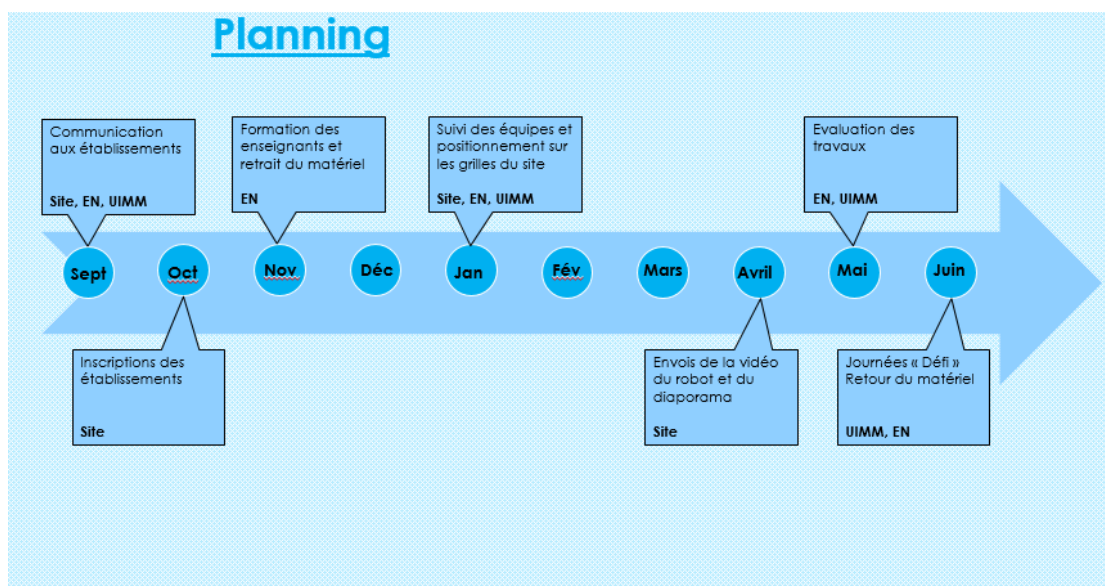 Planning
Communication
aux établissements
Site, EN, UIMM
Formation des
enseignants et
retrait du matériel
EN
Suivi des équipes et
positionnement sur
les grilles du site
Site, EN, UIMM
Evaluation des
travaux
EN, UIMM
Sept
Oct
Nov
Déc
Jan
Fév
Mars
Avril
Mai
Juin
Inscriptions des
établissements
Site
Envois de la vidéo
du robot et du
diaporama
Site
Journées « Défi »
Retour du matériel
UIMM, EN